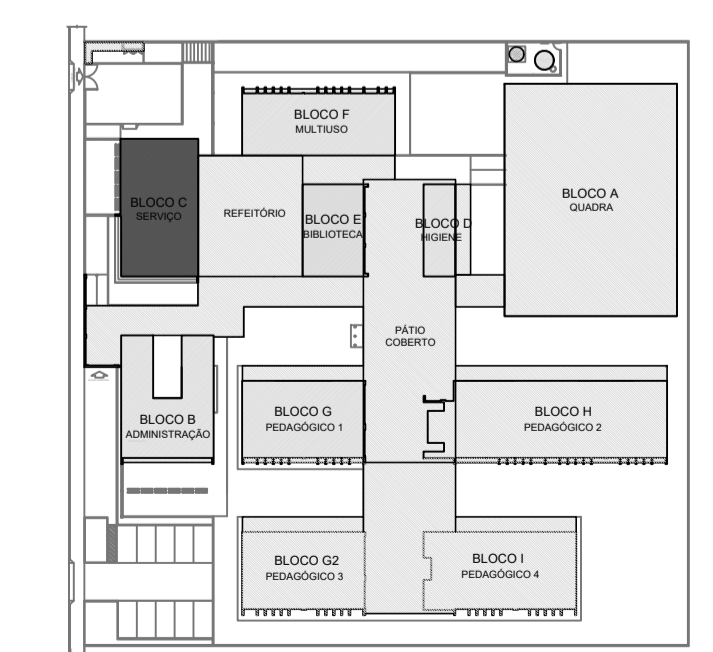 BLOCO F
MULTIUSO
BLOCO A
QUADRA
BLOCO C
SERVIÇO
REFEITÓRIO
BLOCO E
BIBLIOTECA
BLOCO D
HIGIENE
PÁTIO
COBERTO
BLOCO B
ADMINISTRAÇÃO
BLOCO G
PEDAGÓGICO 1
BLOCO H
PEDAGÓGICO 2
BLOCO G2
PEDAGÓGICO 3
BLOCO I
PEDAGÓGICO 4